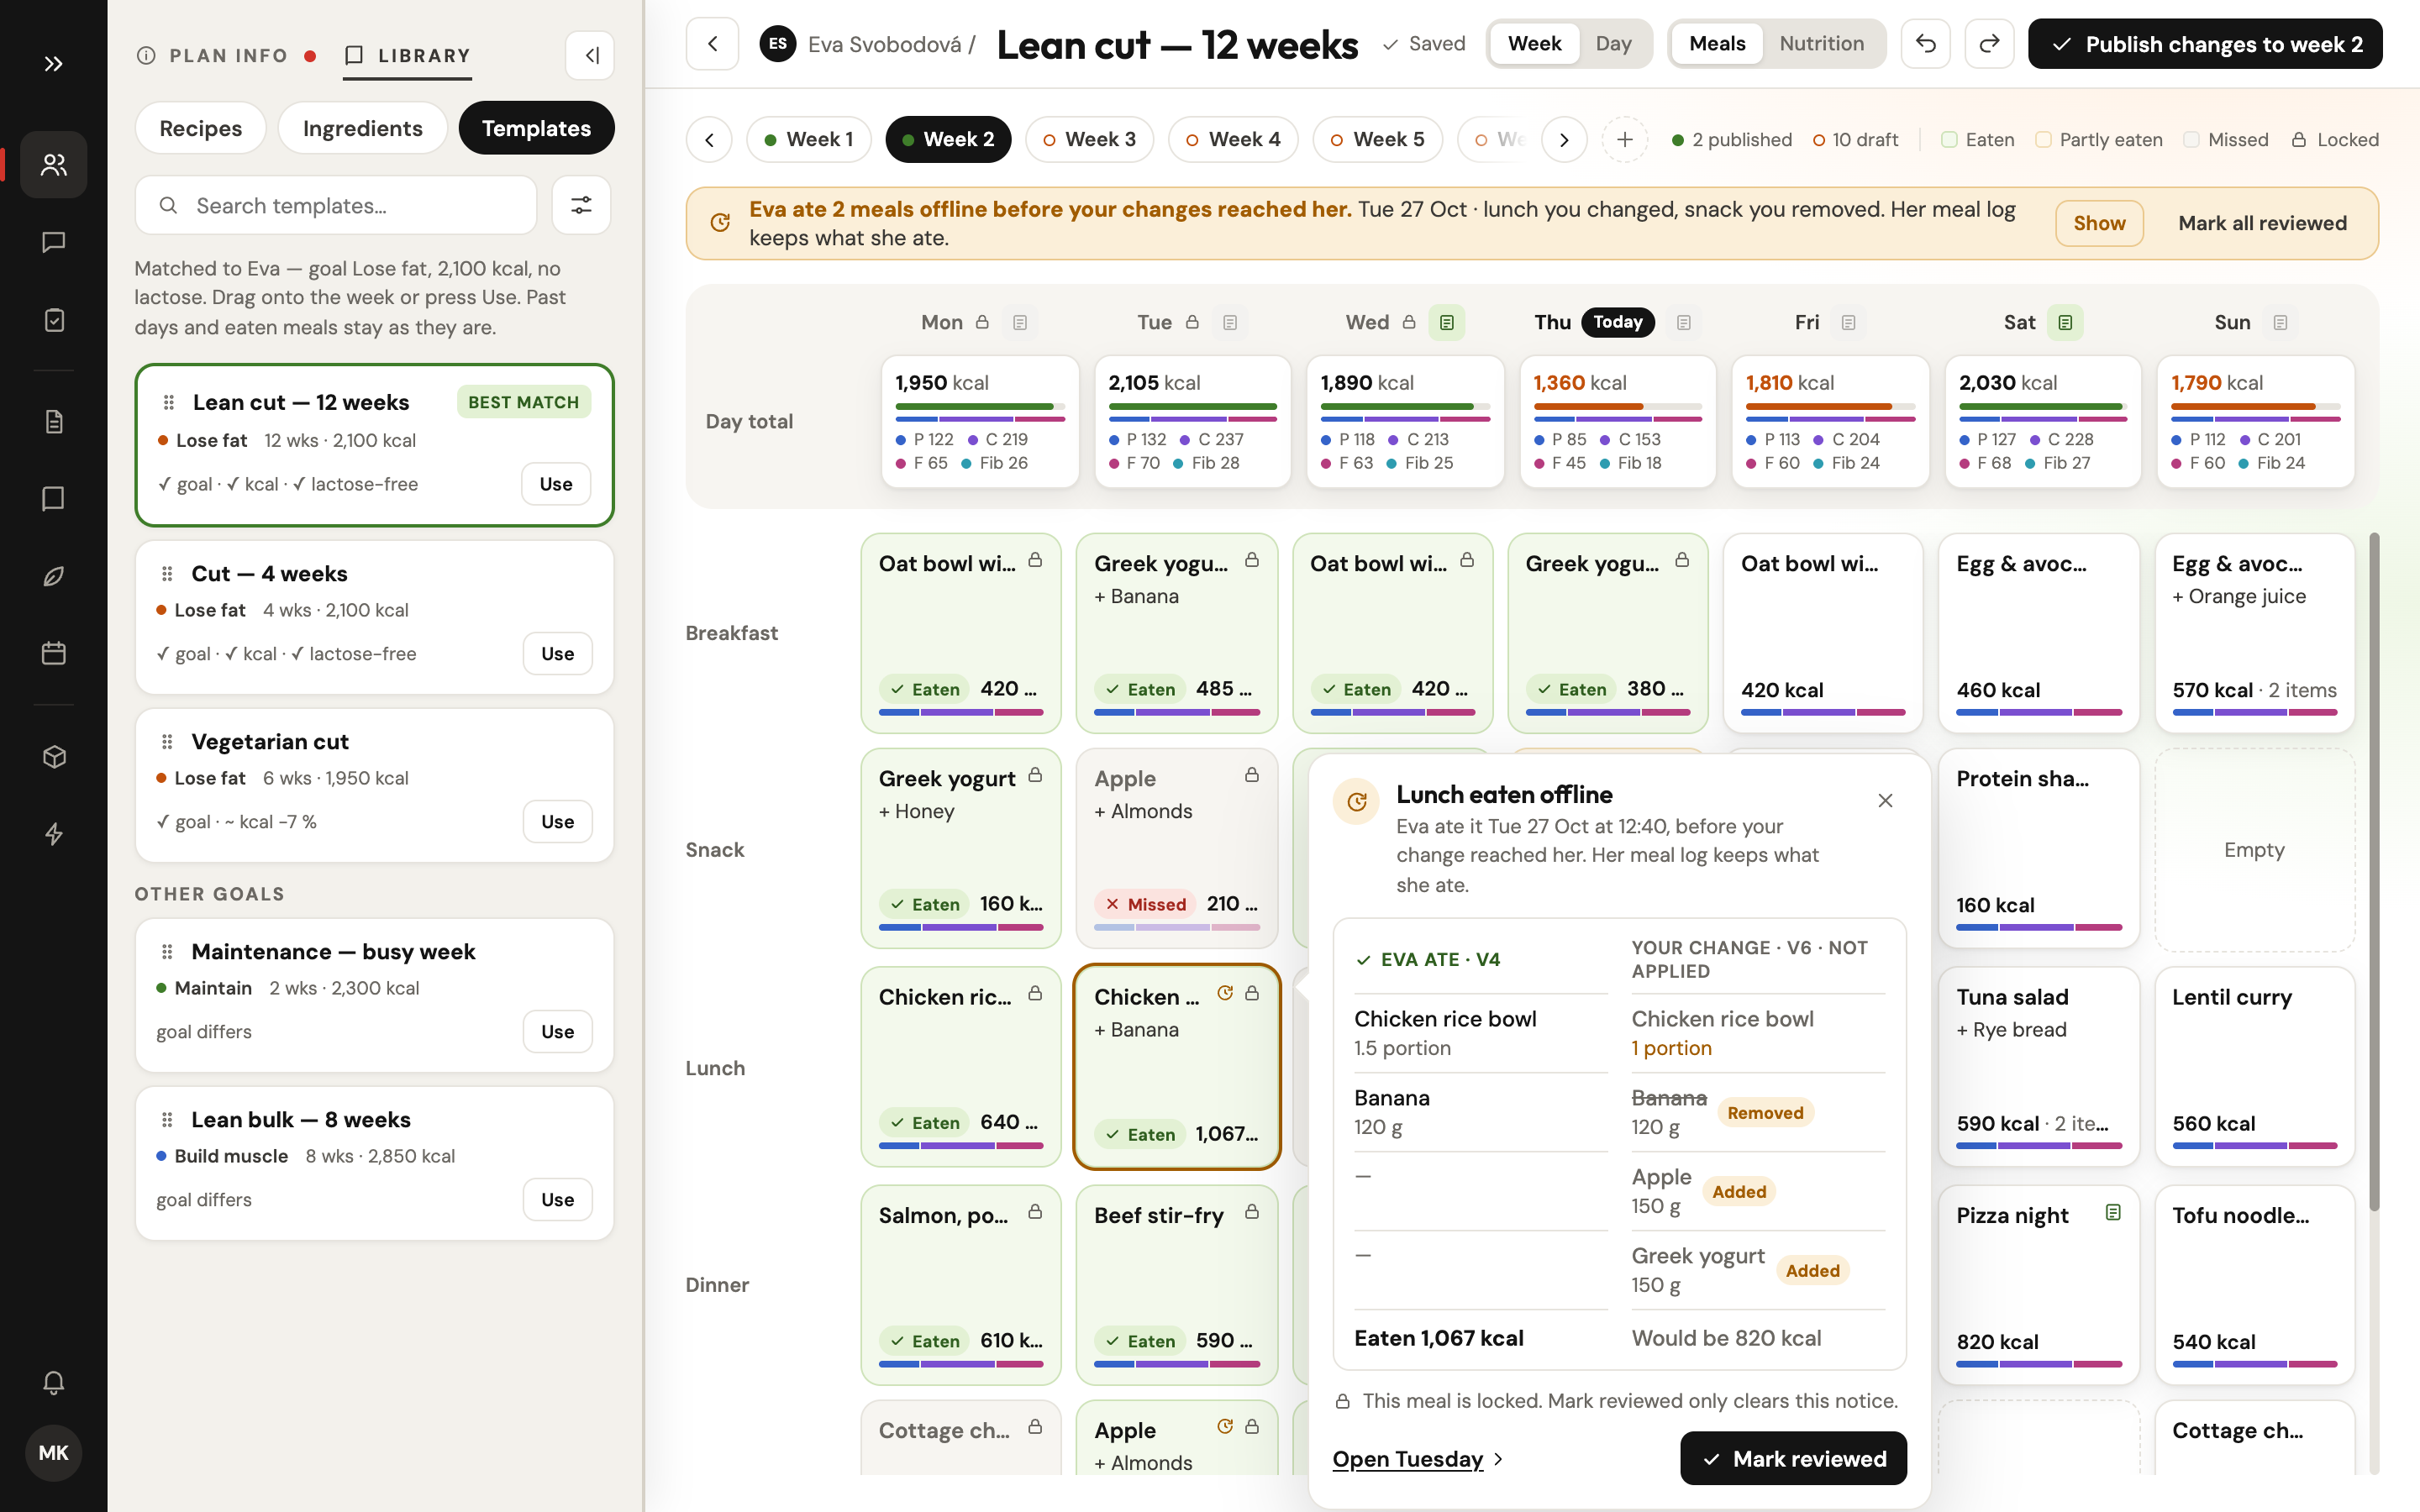 PLAN INFO
LIBRARY
Recipes
Ingredients
Templates
Search templates...
Matched to Eva — goal Lose fat, 2,100 kcal, no
lactose. Drag onto the week or press Use. Past
days and eaten meals stay as they are.
Lean cut — 12 weeks
BEST MATCH
Lose fat 12 wks · 2,100 kcal
✓ goal · ✓ kcal · ✓ lactose-free
Use
Cut — 4 weeks
Lose fat 4 wks · 2,100 kcal
✓ goal · ✓ kcal · ✓ lactose-free
Use
Vegetarian cut
Lose fat 6 wks · 1,950 kcal
✓ goal · ~ kcal -7 %
Use
OTHER GOALS
Maintenance — busy week
Maintain 2 wks · 2,300 kcal
goal differs
Use
Lean bulk — 8 weeks
Build muscle 8 wks · 2,850 kcal
goal differs
Use
MK
ES
Eva Svobodová /
Lean cut — 12 weeks
Saved
Week
Day
Meals
Nutrition
Publish changes to week 2
Week 1
Week 2
Week 3
Week 4
Week 5
We
2 published
10 draft
Eaten
Partly eaten
Missed
Locked
Eva ate 2 meals offline before your changes reached her. Tue 27 Oct · lunch you changed, snack you removed. Her meal log
keeps what she ate.
Show
Mark all reviewed
Mon
Tue
Wed
Thu
Today
Fri
Sat
Sun
Day total
1,950 kcal
P 122 C 219
F 65 Fib 26
2,105 kcal
P 132 C 237
F 70 Fib 28
1,890 kcal
P 118 C 213
F 63 Fib 25
1,360 kcal
P 85 C 153
F 45 Fib 18
1,810 kcal
P 113 C 204
F 60 Fib 24
2,030 kcal
P 127 C 228
F 68 Fib 27
1,790 kcal
P 112 C 201
F 60 Fib 24
Breakfast
Oat bowl wi...
Eaten 420 ...
Greek yogu...
+ Banana
Eaten 485 ...
Oat bowl wi...
Eaten 420 ...
Greek yogu...
Eaten 380 ...
Oat bowl wi...
420 kcal
Egg & avoc...
460 kcal
Egg & avoc...
+ Orange juice
570 kcal · 2 items
Snack
Greek yogurt
+ Honey
Eaten 160 k...
Apple
+ Almonds
Missed 210 ...
Protein sha...
160 kcal
Empty
Lunch
Chicken ric...
Eaten 640 ...
Chicken ...
+ Banana
Eaten 1,067...
Tuna salad
+ Rye bread
590 kcal · 2 ite...
Lentil curry
560 kcal
Dinner
Salmon, po...
Eaten 610 k...
Beef stir-fry
Eaten 590 ...
Pizza night
820 kcal
Tofu noodle...
540 kcal
Cottage ch...
Apple
+ Almonds
Cottage ch...
Lunch eaten offline
Eva ate it Tue 27 Oct at 12:40, before your
change reached her. Her meal log keeps what
she ate.
EVA ATE · V4
YOUR CHANGE · V6 · NOT
APPLIED
Chicken rice bowl
1.5 portion
Chicken rice bowl
1 portion
Banana
120 g
Banana
120 g
Removed
—
Apple
150 g
Added
—
Greek yogurt
150 g
Added
Eaten 1,067 kcal
Would be 820 kcal
This meal is locked. Mark reviewed only clears this notice.
Open Tuesday
Mark reviewed